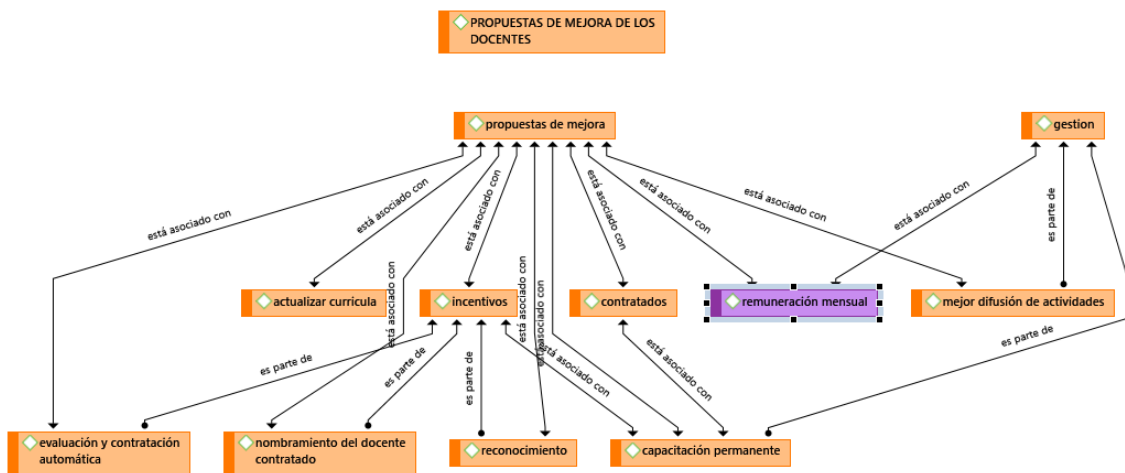 PROPUESTAS DE MEJORA DE LOS
DOCENTES
propuestas de mejora
gestion
está asociado con
está asociado con
está asociado con
está asociado con
está asociado con
está asociado con
está asociado con
es parte de
está asociado con
actualizar curricula
incentivos
contratados
remuneración mensual
mejor difusión de actividades
está asociado con
está asociado con
está asociado con
es parte de
es parte de
es parte de
está asociado con
está asociado con
es parte de
evaluación y contratación
automática
nombramiento del docente
contratado
reconocimiento
capacitación permanente